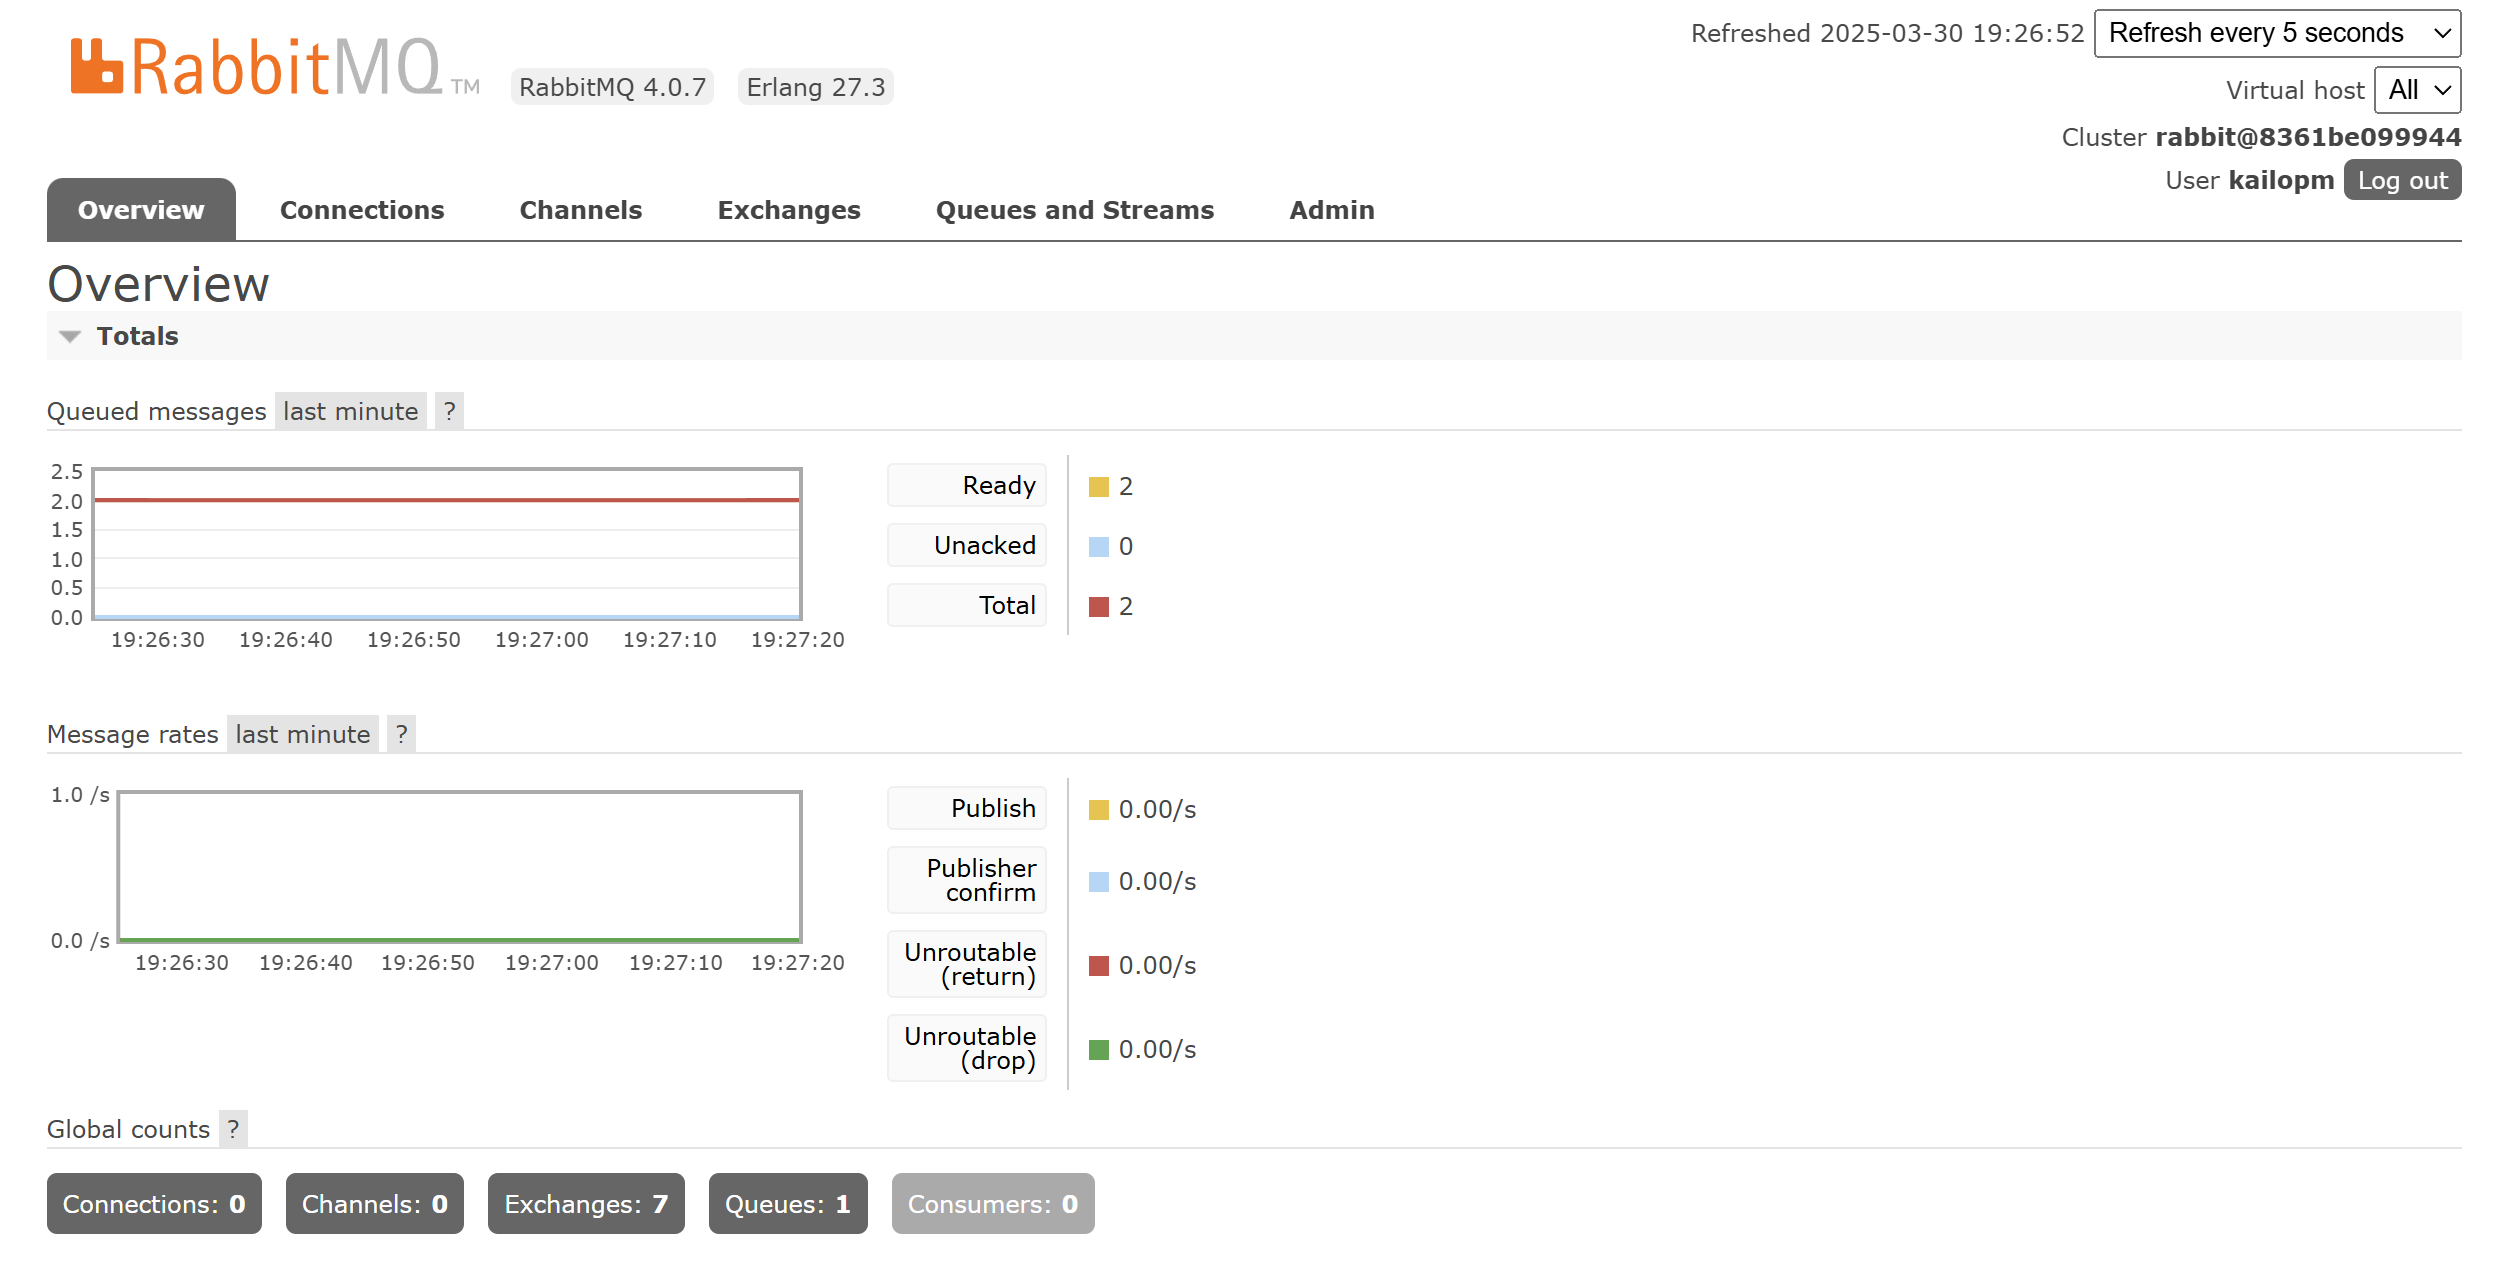 RabbitMQ TM
RabbitMQ 4.0.7
Erlang 27.3
Refreshed 2025-03-30 19:26:52
Refresh every 5 seconds
Virtual host All
Cluster rabbit@8361be099944
User kailopm Log out
Overview Connections Channels Exchanges Queues and Streams Admin
Overview
Totals
Queued messages last minute ?
2.5
2.0
1.5
1.0
0.5
0.0
19:26:30 19:26:40 19:26:50 19:27:00 19:27:10 19:27:20
Ready 2
Unacked 0
Total 2
Message rates last minute ?
1.0 /s
0.0 /s
19:26:30 19:26:40 19:26:50 19:27:00 19:27:10 19:27:20
Publish 0.00/s
Publisher
confirm 0.00/s
Unroutable
(return) 0.00/s
Unroutable
(drop) 0.00/s
Global counts ?
Connections: 0 Channels: 0 Exchanges: 7 Queues: 1 Consumers: 0